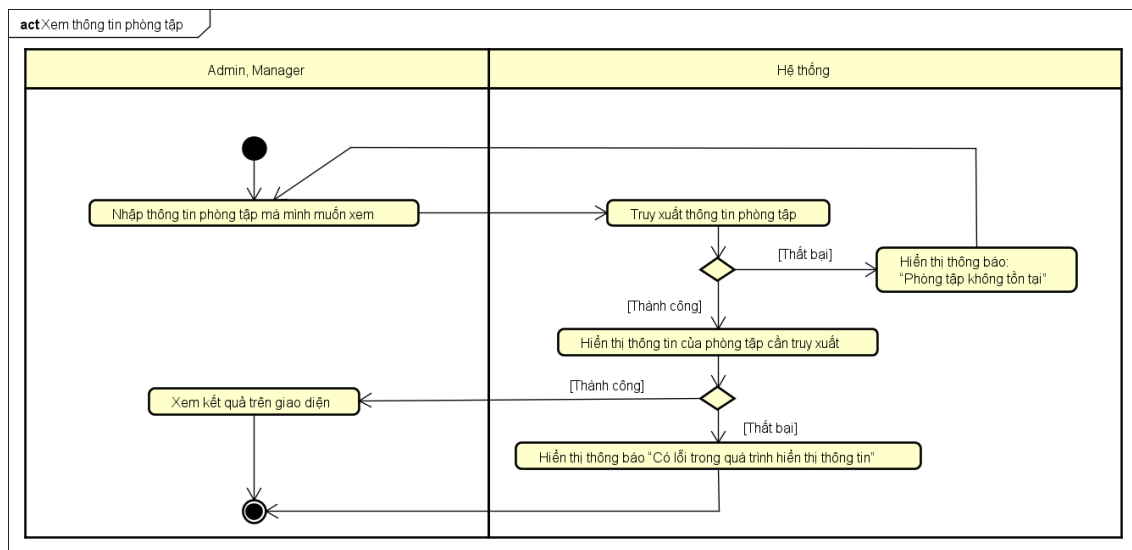 act Xem thông tin phòng tập
Admin, Manager
Hệ thống
Nhập thông tin phòng tập mà mình muốn xem
Truy xuất thông tin phòng tập
[Thất bại]
Hiển thị thông báo:
“Phòng tập không tồn tại”
[Thành công]
Hiển thị thông tin của phòng tập cần truy xuất
[Thành công]
Xem kết quả trên giao diện
[Thất bại]
Hiển thị thông báo “Có lỗi trong quá trình hiển thị thông tin”